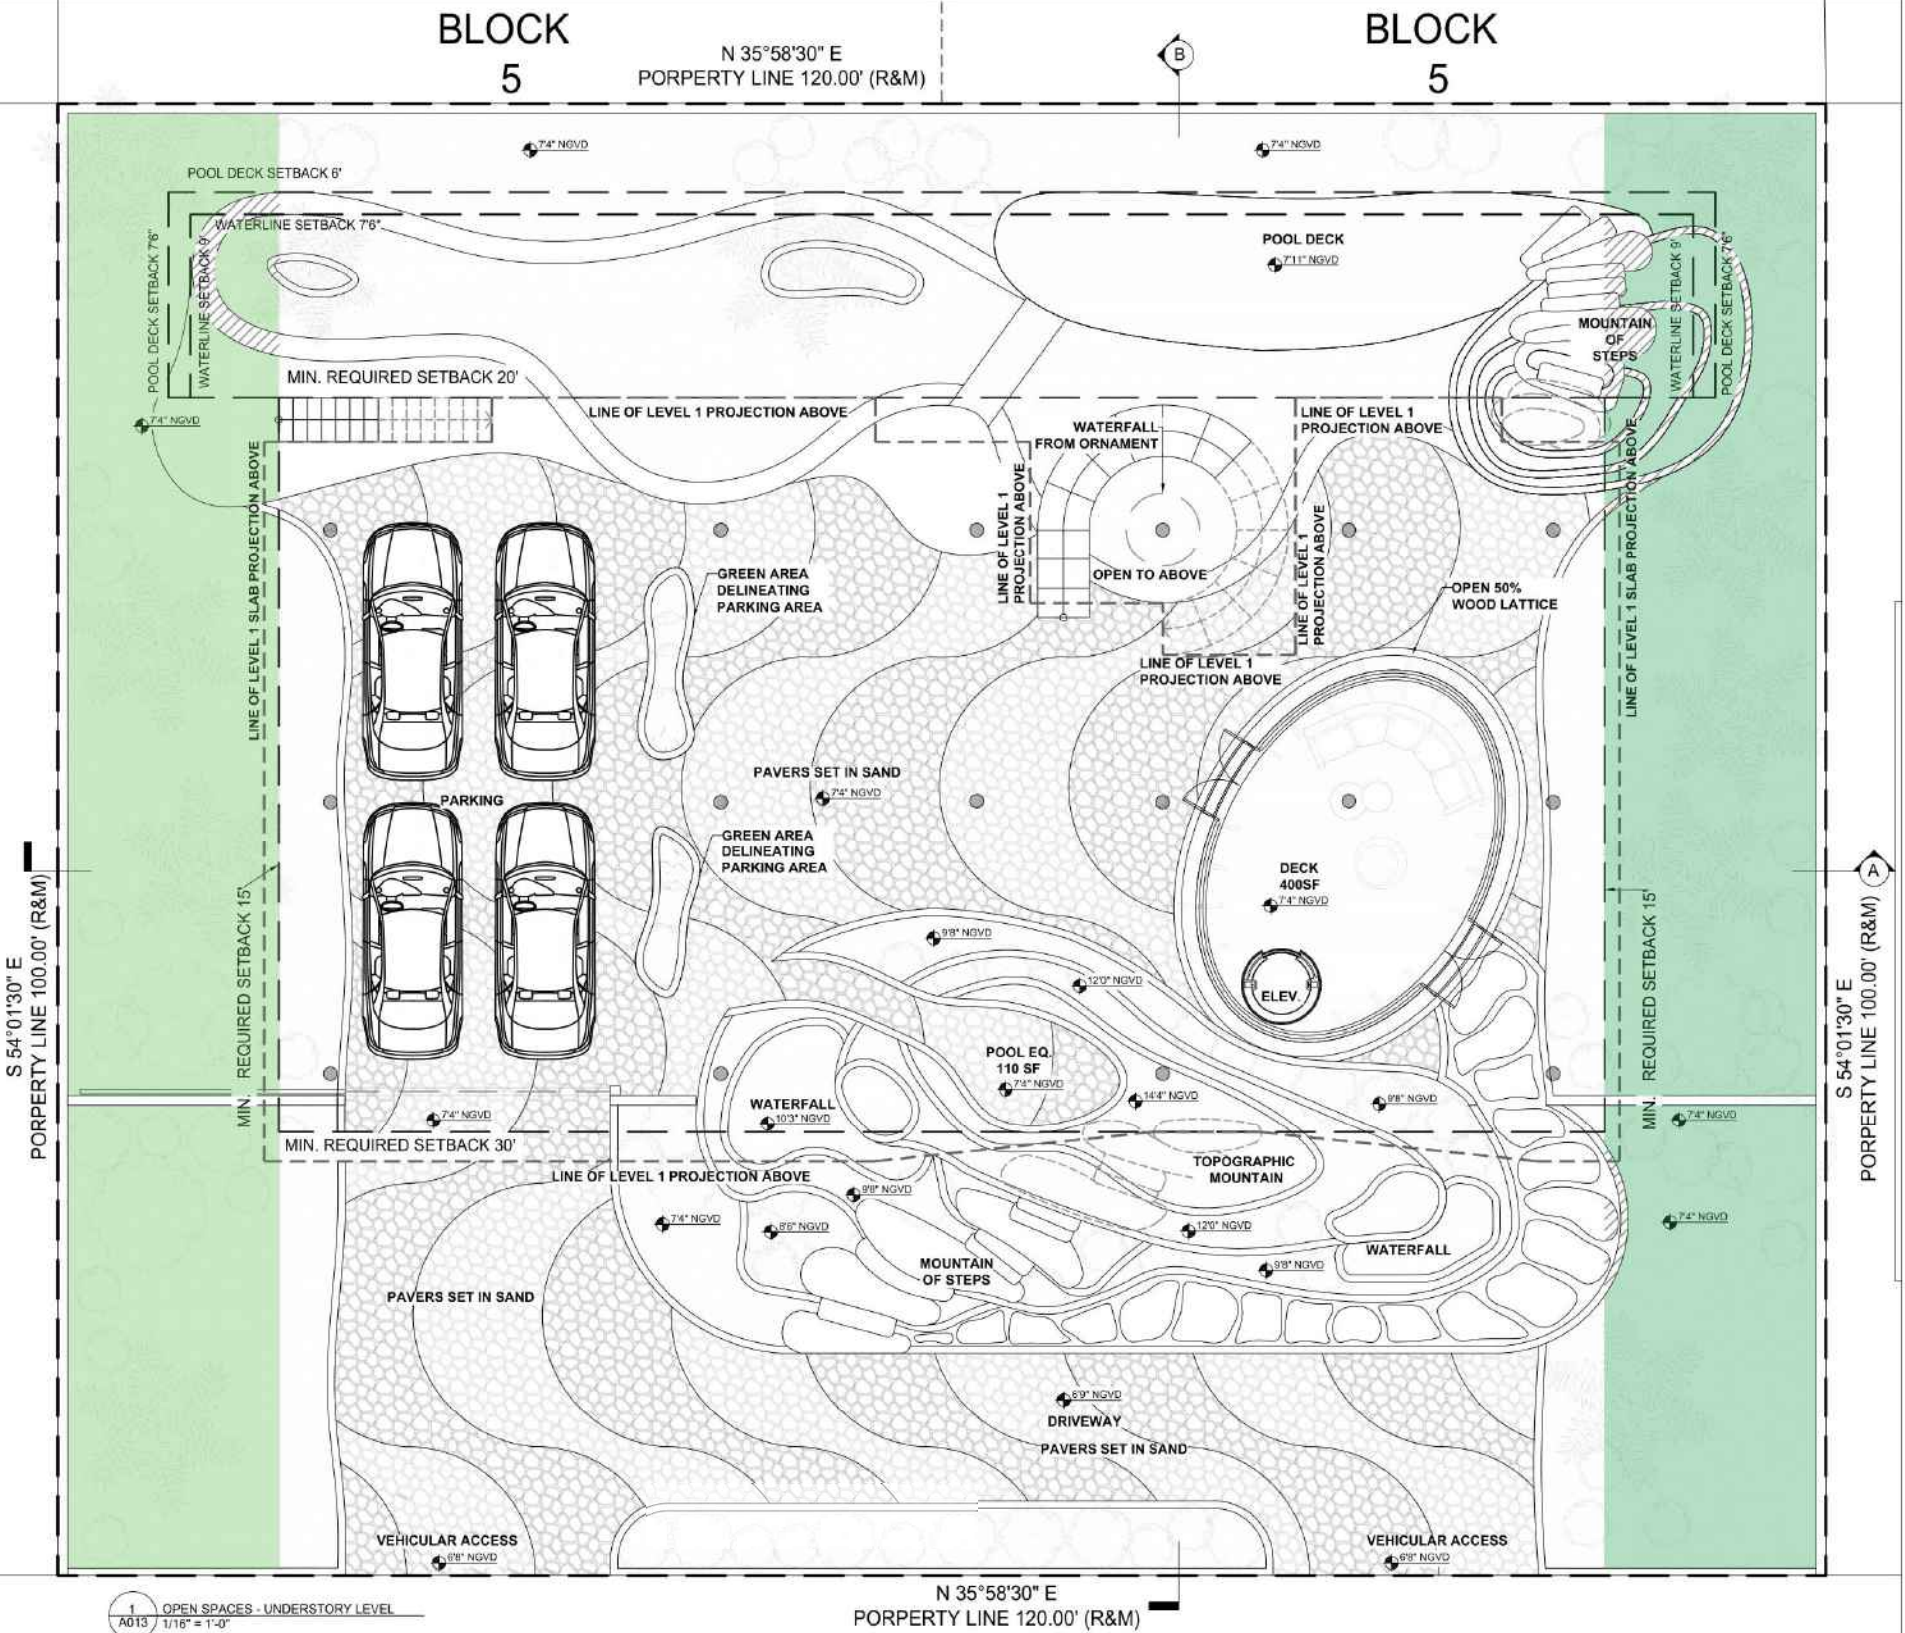 BLOCK
5
N 35°58'30" E
PORPERTY LINE 120.00' (R&M)
B
BLOCK
5
7'4" NGVD
7'4" NGVD
POOL DECK SETBACK 6'
WATERLINE SETBACK 7'6"
POOL DECK SETBACK 7'6"
WATERLINE SETBACK 9'
POOL DECK
7'11" NGVD
MOUNTAIN
OF
STEPS
WATERLINE SETBACK 9'
POOL DECK SETBACK 7'6"
MIN. REQUIRED SETBACK 20'
7'4" NGVD
LINE OF LEVEL 1 PROJECTION ABOVE
WATERFALL
FROM ORNAMENT
LINE OF LEVEL 1
PROJECTION ABOVE
LINE OF LEVEL 1 SLAB PROJECTION ABOVE
LINE OF LEVEL 1
PROJECTION ABOVE
LINE OF LEVEL 1
PROJECTION ABOVE
LINE OF LEVEL 1 SLAB PROJECTION ABOVE
GREEN AREA
DELINEATING
PARKING AREA
OPEN TO ABOVE
OPEN 50%
WOOD LATTICE
LINE OF LEVEL 1
PROJECTION ABOVE
PAVERS SET IN SAND
7'4" NGVD
PARKING
GREEN AREA
DELINEATING
PARKING AREA
DECK
400SF
7'4" NGVD
A
MIN. REQUIRED SETBACK 15'
MIN. REQUIRED SETBACK 15'
S 54°01'30" E
PORPERTY LINE 100.00' (R&M)
S 54°01'30" E
PORPERTY LINE 100.00' (R&M)
9'8" NGVD
12'0" NGVD
ELEV.
POOL EQ.
110 SF
7'4" NGVD
14'4" NGVD
9'8" NGVD
WATERFALL
10'3" NGVD
7'4" NGVD
7'4" NGVD
MIN. REQUIRED SETBACK 30'
LINE OF LEVEL 1 PROJECTION ABOVE
TOPOGRAPHIC
MOUNTAIN
9'8" NGVD
7'4" NGVD
8'6" NGVD
12'0" NGVD
7'4" NGVD
WATERFALL
MOUNTAIN
OF STEPS
9'8" NGVD
PAVERS SET IN SAND
6'9" NGVD
DRIVEWAY
PAVERS SET IN SAND
VEHICULAR ACCESS
6'8" NGVD
VEHICULAR ACCESS
6'8" NGVD
N 35°58'30" E
PORPERTY LINE 120.00' (R&M)
1
A013
OPEN SPACES - UNDERSTORY LEVEL
1/16" = 1'-0"